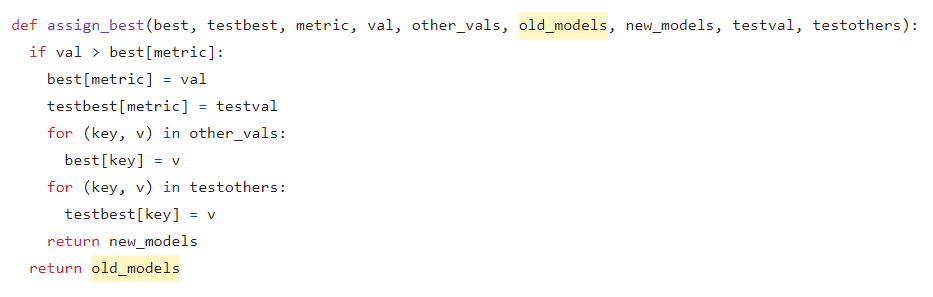 def assign_best(best, testbest, metric, val, other_vals, old_models, new_models, testval, testothers):
  if val > best[metric]:
    best[metric] = val
    testbest[metric] = testval
    for (key, v) in other_vals:
      best[key] = v
    for (key, v) in testothers:
      testbest[key] = v
    return new_models
  return old_models